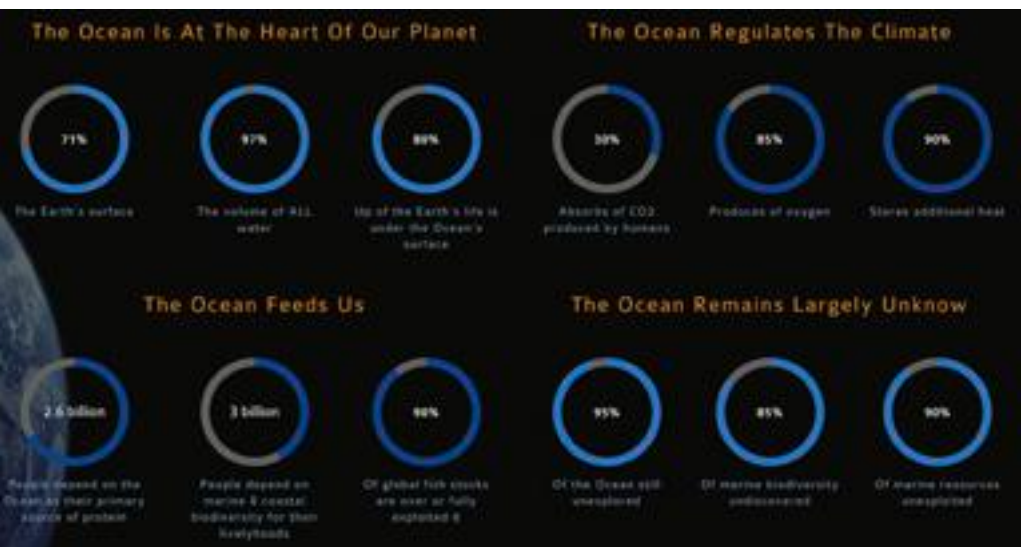 The Ocean Is At The Heart Of Our Planet
71%
The Earth's surface
97%
The volume of ALL
water
80%
Up of the Earth's life is
under the Ocean's
surface
The Ocean Regulates The Climate
30%
Absorbs of CO2
produced by humans
85%
Produces of oxygen
90%
Stores additional heat
The Ocean Feeds Us
2.6 billion
People depend on the
Ocean as their primary
source of protein
3 billion
People depend on
marine & coastal
biodiversity for their
livelyhoods
90%
Of global fish stocks
are over or fully
exploited
The Ocean Remains Largely Unknow
95%
Of the Ocean still
unexplored
85%
Of marine biodiversity
undiscovered
90%
Of marine resources
unexploited